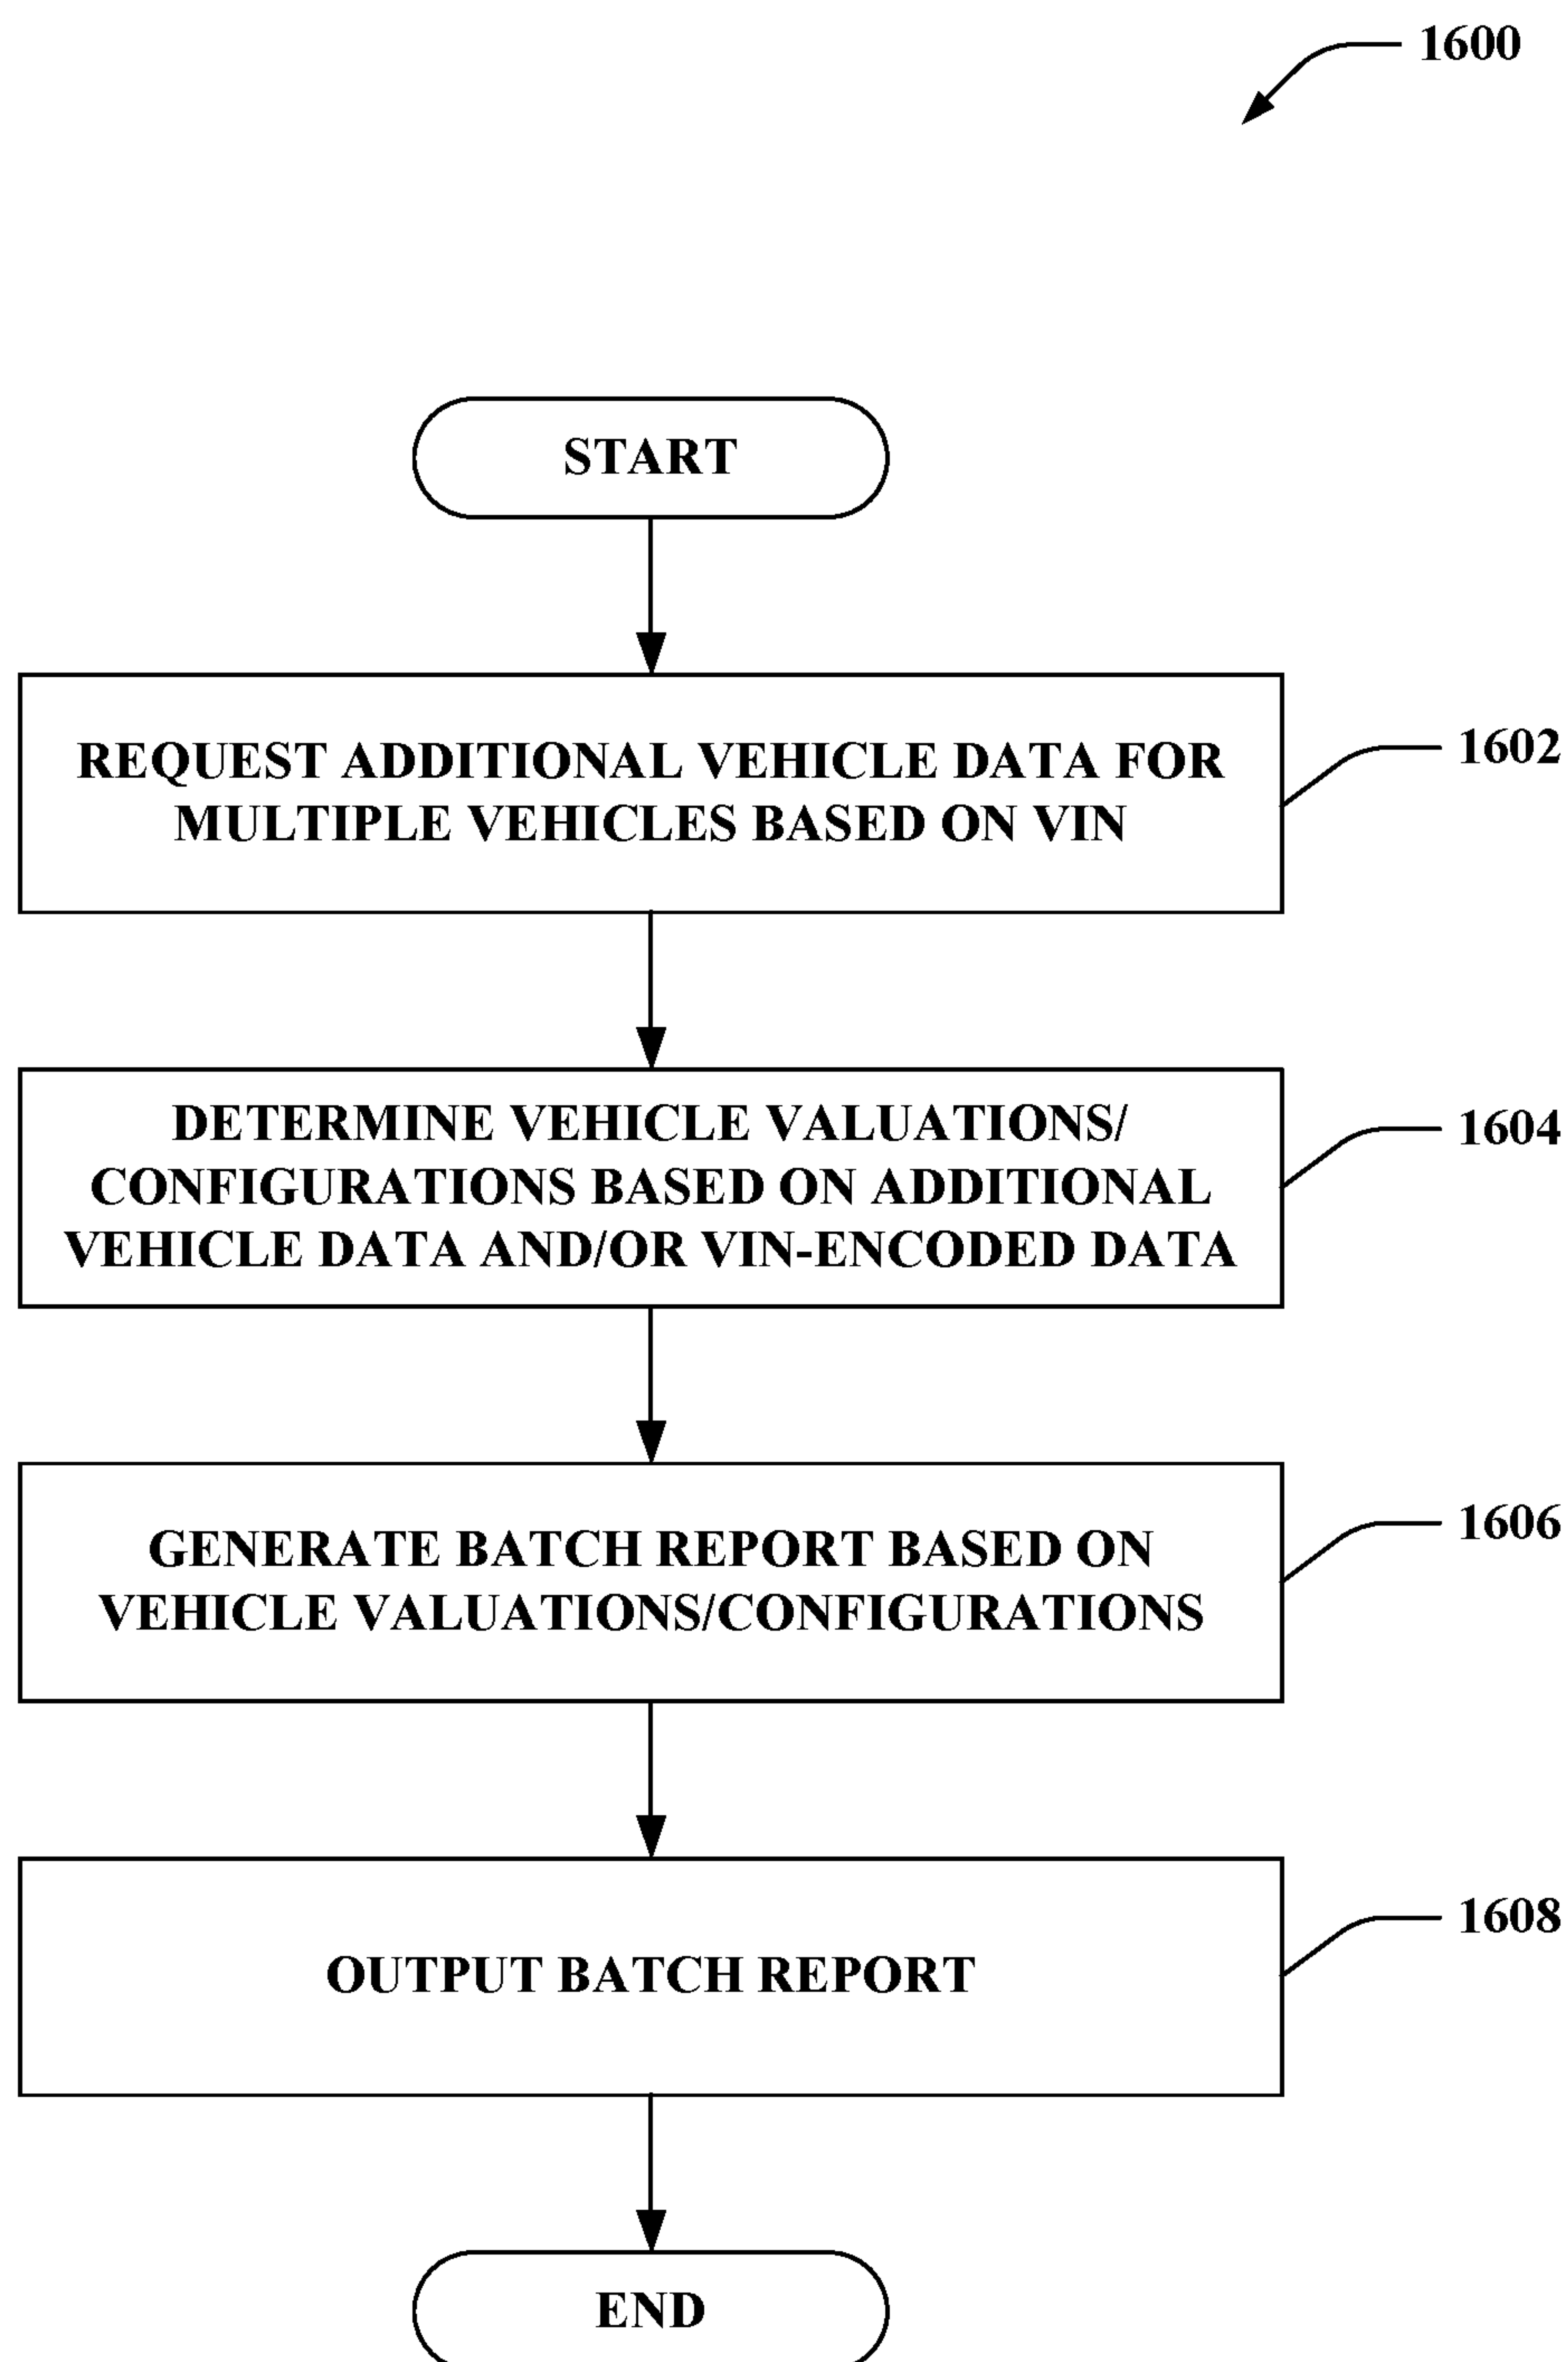 1600
START
REQUEST ADDITIONAL VEHICLE DATA FOR
MULTIPLE VEHICLES BASED ON VIN
1602
DETERMINE VEHICLE VALUATIONS/
CONFIGURATIONS BASED ON ADDITIONAL
VEHICLE DATA AND/OR VIN-ENCODED DATA
1604
GENERATE BATCH REPORT BASED ON
VEHICLE VALUATIONS/CONFIGURATIONS
1606
OUTPUT BATCH REPORT
1608
END